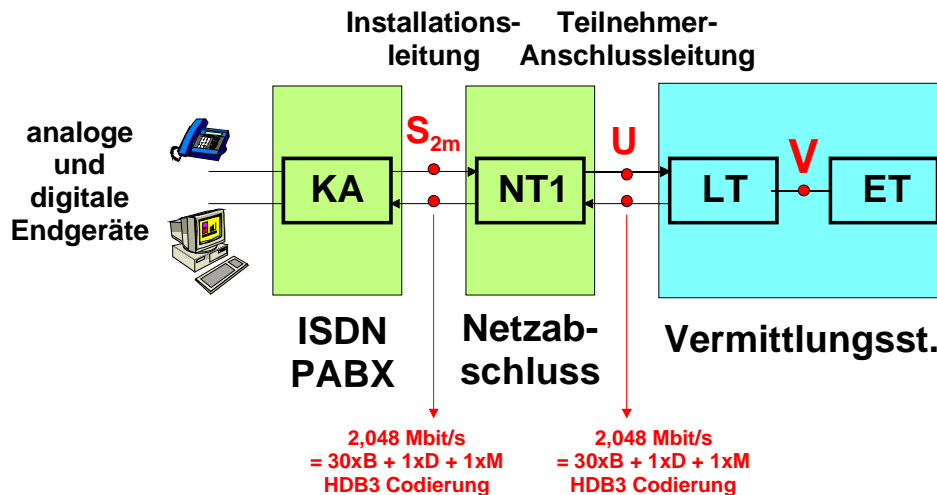 Installations-
leitung
Teilnehmer-
Anschlussleitung
analoge
und
digitale
Endgeräte
KA
S2m
NT1
U
LT
V
ET
ISDN
PABX
Netzab-
schluss
Vermittlungsst.
2,048 Mbit/s
= 30xB + 1xD + 1xM
HDB3 Codierung
2,048 Mbit/s
= 30xB + 1xD + 1xM
HDB3 Codierung